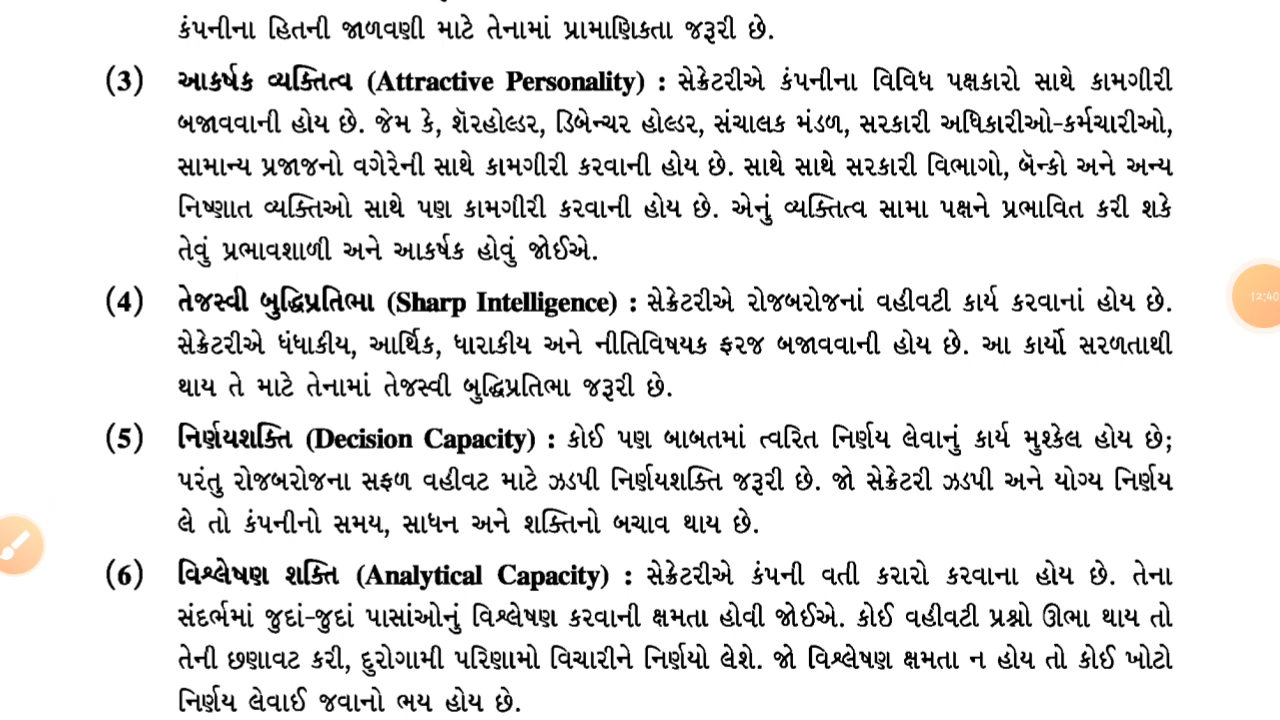 કંપનીના હિતની જાળવણી માટે તેનામાં પ્રામાણિકતા જરૂરી છે.
(3) આકર્ષક વ્યક્તિત્વ (Attractive Personality) : સેક્રેટરીએ કંપનીના વિવિધ પક્ષકારો સાથે કામગીરી
બજાવવાની હોય છે. જેમ કે, શૅરહોલ્ડર, ડિબેન્ચર હોલ્ડર, સંચાલક મંડળ, સરકારી અધિકારીઓ-કર્મચારીઓ,
સામાન્ય પ્રજાજનો વગેરેની સાથે કામગીરી કરવાની હોય છે. સાથે સાથે સરકારી વિભાગો, બૅન્કો અને અન્ય
નિષ્ણાત વ્યક્તિઓ સાથે પણ કામગીરી કરવાની હોય છે. એનું વ્યક્તિત્વ સામા પક્ષને પ્રભાવિત કરી શકે
તેવું પ્રભાવશાળી અને આકર્ષક હોવું જોઈએ.
(4) તેજસ્વી બુદ્ધિપ્રતિભા (Sharp Intelligence) : સેક્રેટરીએ રોજબરોજનાં વહીવટી કાર્ય કરવાનાં હોય છે.
સેક્રેટરીએ ધંધાકીય, આર્થિક, ધારાકીય અને નીતિવિષયક ફરજ બજાવવાની હોય છે. આ કાર્યો સરળતાથી
થાય તે માટે તેનામાં તેજસ્વી બુદ્ધિપ્રતિભા જરૂરી છે.
(5) નિર્ણયશક્તિ (Decision Capacity) : કોઈ પણ બાબતમાં ત્વરિત નિર્ણય લેવાનું કાર્ય મુશ્કેલ હોય છે;
પરંતુ રોજબરોજના સફળ વહીવટ માટે ઝડપી નિર્ણયશક્તિ જરૂરી છે. જો સેક્રેટરી ઝડપી અને યોગ્ય નિર્ણય
લે તો કંપનીનો સમય, સાધન અને શક્તિનો બચાવ થાય છે.
(6) વિશ્લેષણ શક્તિ (Analytical Capacity) : સેક્રેટરીએ કંપની વતી કરારો કરવાના હોય છે. તેના
સંદર્ભમાં જુદાં-જુદાં પાસાંઓનું વિશ્લેષણ કરવાની ક્ષમતા હોવી જોઈએ. કોઈ વહીવટી પ્રશ્નો ઊભા થાય તો
તેની છણાવટ કરી, દુરોગામી પરિણામો વિચારીને નિર્ણયો લેશે. જો વિશ્લેષણ ક્ષમતા ન હોય તો કોઈ ખોટો
નિર્ણય લેવાઈ જવાનો ભય હોય છે.
12:40